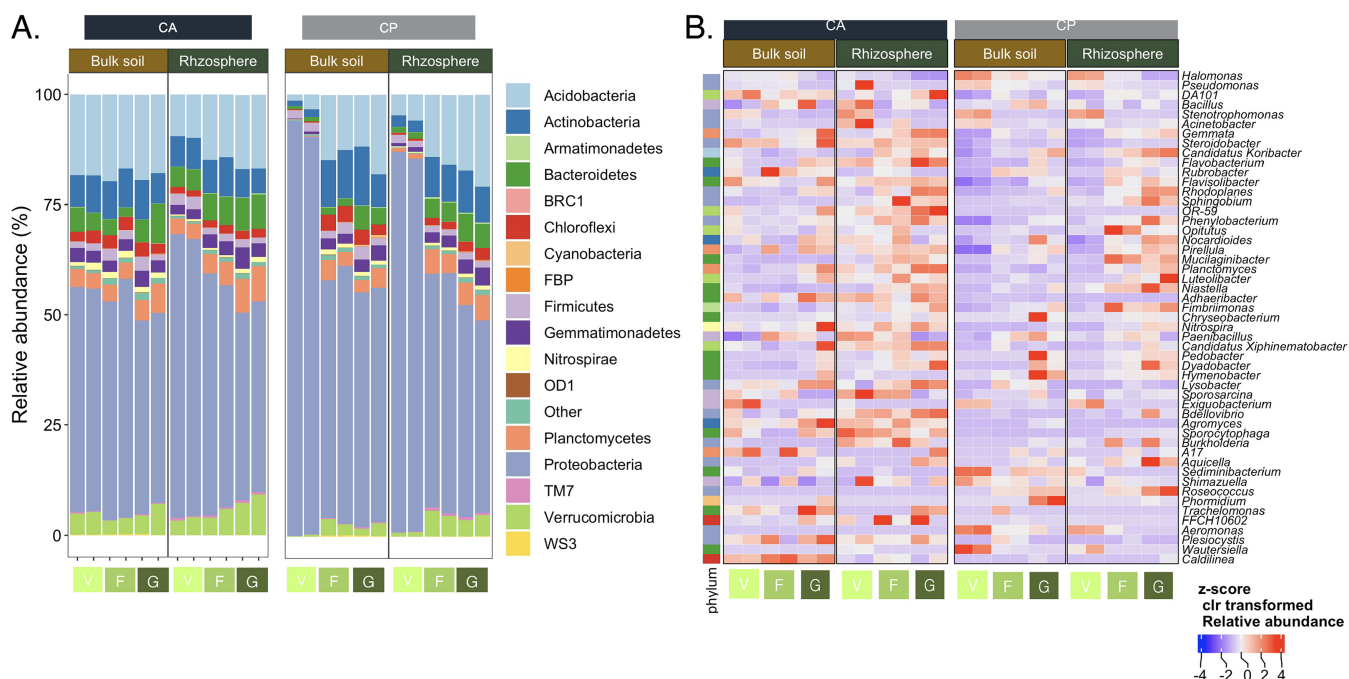 A.
CA
CP
Bulk soil
Rhzosphere
Bulk soil
Rhizosphere
Relative abundance (%)
100
75
50
25
0
V
F
G
V
F
G
V
F
G
V
F
G
Acidobacteria
Actinobacteria
Armatimonadetes
Bacteroidetes
BRC1
Chloroflexi
Cyanobacteria
FBP
Firmicutes
Gemmatimonadetes
Nitrospirae
OD1
Other
Planctomycetes
Proteobacteria
TM7
Verrucomicrobia
WS3
B.
CA
CP
Bulk soil
Rhizosphere
Bulk soil
Rhizosphere
Halomonas
Pseudomonas
DA101
Bacillus
Stenotrophomonas
Acinetobacter
Gemmata
Steroidobacter
Candidatus Koribacter
Flavobacterium
Rubrobacter
Flavisolibacter
Rhodoplanes
Sphingobium
OR-59
Phenylobacterium
Opitutus
Nocardioides
Pirellula
Mucilaginibacter
Planctomyces
Luteolibacter
Niastella
Adhaeribacter
Fimbriimonas
Chryseobacterium
Nitrospira
Paenibacillus
Candidatus Xiphinematobacter
Pedobacter
Dyadobacter
Hymenobacter
Lysobacter
Sporosarcina
Exiguobacterium
Bdellovibrio
Agromyces
Sporocytophaga
Burkholderia
A17
Aquicella
Sediminibacterium
Shimazuella
Roseococcus
Phormidium
Trachelomonas
FFCH10602
Aeromonas
Plesiocystis
Wautersiella
Caldilinea
phylum
V
F
G
V
F
G
V
F
G
V
F
G
z-score
clr transformed
Relative abundance
-4
-2
0
2
4